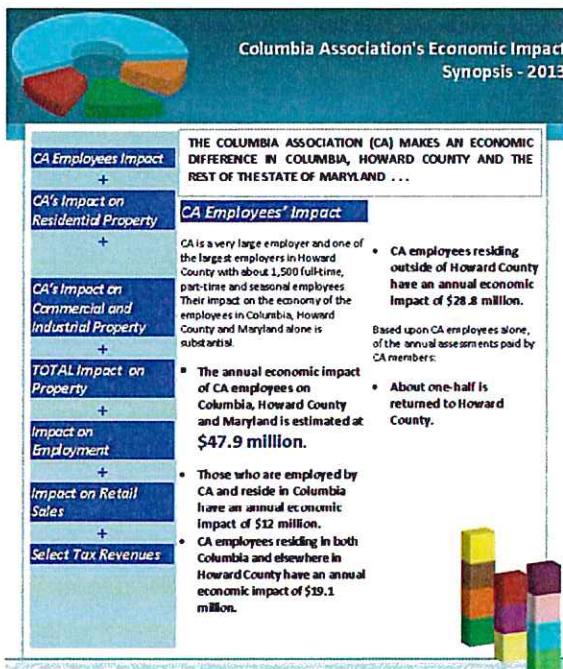 Columbia Association's Economic Impact
Synopsis - 2013
CA Employees Impact
+
CA's Impact on
Residential Property
+
CA's Impact on
Commercial and
Industrial Property
+
TOTAL Impact on
Property
+
Impact on
Employment
+
Impact on Retail
Sales
+
Select Tax Revenues
THE COLUMBIA ASSOCIATION (CA) MAKES AN ECONOMIC
DIFFERENCE IN COLUMBIA, HOWARD COUNTY AND THE
REST OF THE STATE OF MARYLAND . . .
CA Employees' Impact
CA is a very large employer and one of
the largest employers in Howard
County with about 1,500 full-time,
part-time and seasonal employees.
Their impact on the economy of the
employees in Columbia, Howard
County and Maryland alone is
substantial.
• The annual economic impact
of CA employees on
Columbia, Howard County
and Maryland is estimated at
$47.9 million.
• Those who are employed by
CA and reside in Columbia
have an annual economic
impact of $12 million.
• CA employees residing in both
Columbia and elsewhere in
Howard County have an annual
economic impact of $19.1
million.
• CA employees residing
outside of Howard County
have an annual economic
impact of $28.8 million.
Based upon CA employees alone,
of the annual assessments paid by
CA members:
• About one-half is
returned to Howard
County.